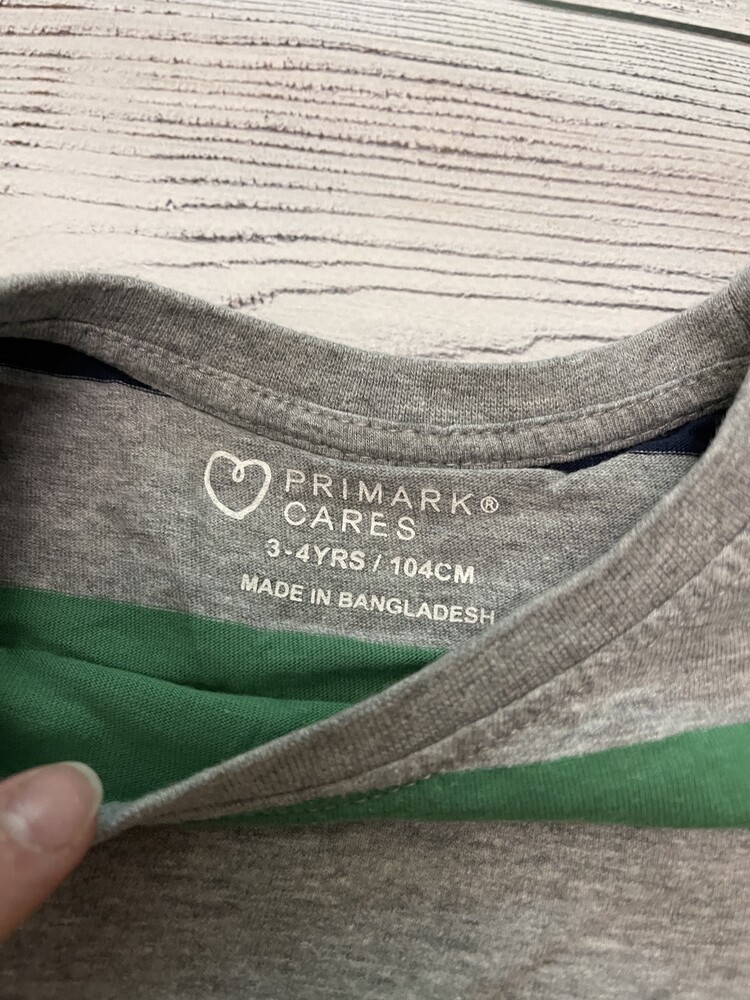 PRIMARK®
CARES
3-4YRS / 104CM
MADE IN BANGLADESH